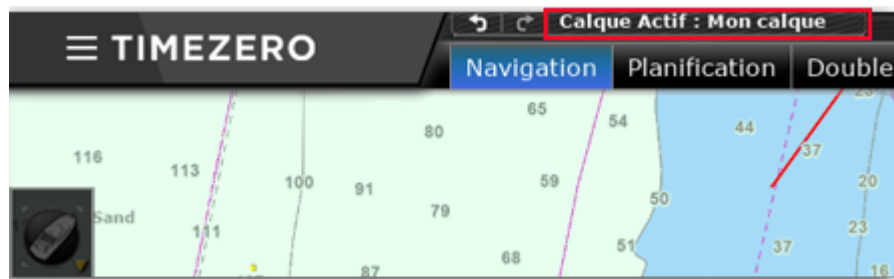 Calque Actif : Mon calque
☰ TIMEZERO
Navigation Planification Double
65 54 44
80 37
116 113 100 91 59 20
79 50
Sand 111 23
68 51 37
87